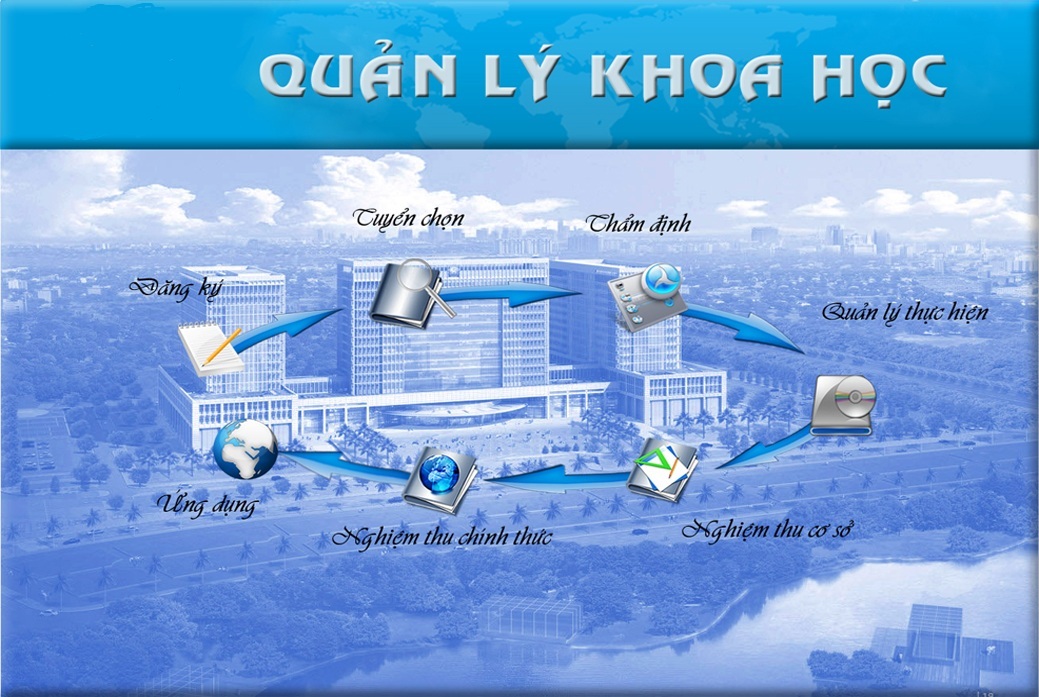 QUẢN LÝ KHOA HỌC
Tuyển chọn
Thẩm định
Đăng ký
Quản lý thực hiện
Ứng dụng
Nghiệm thu chính thức
Nghiệm thu cơ sở